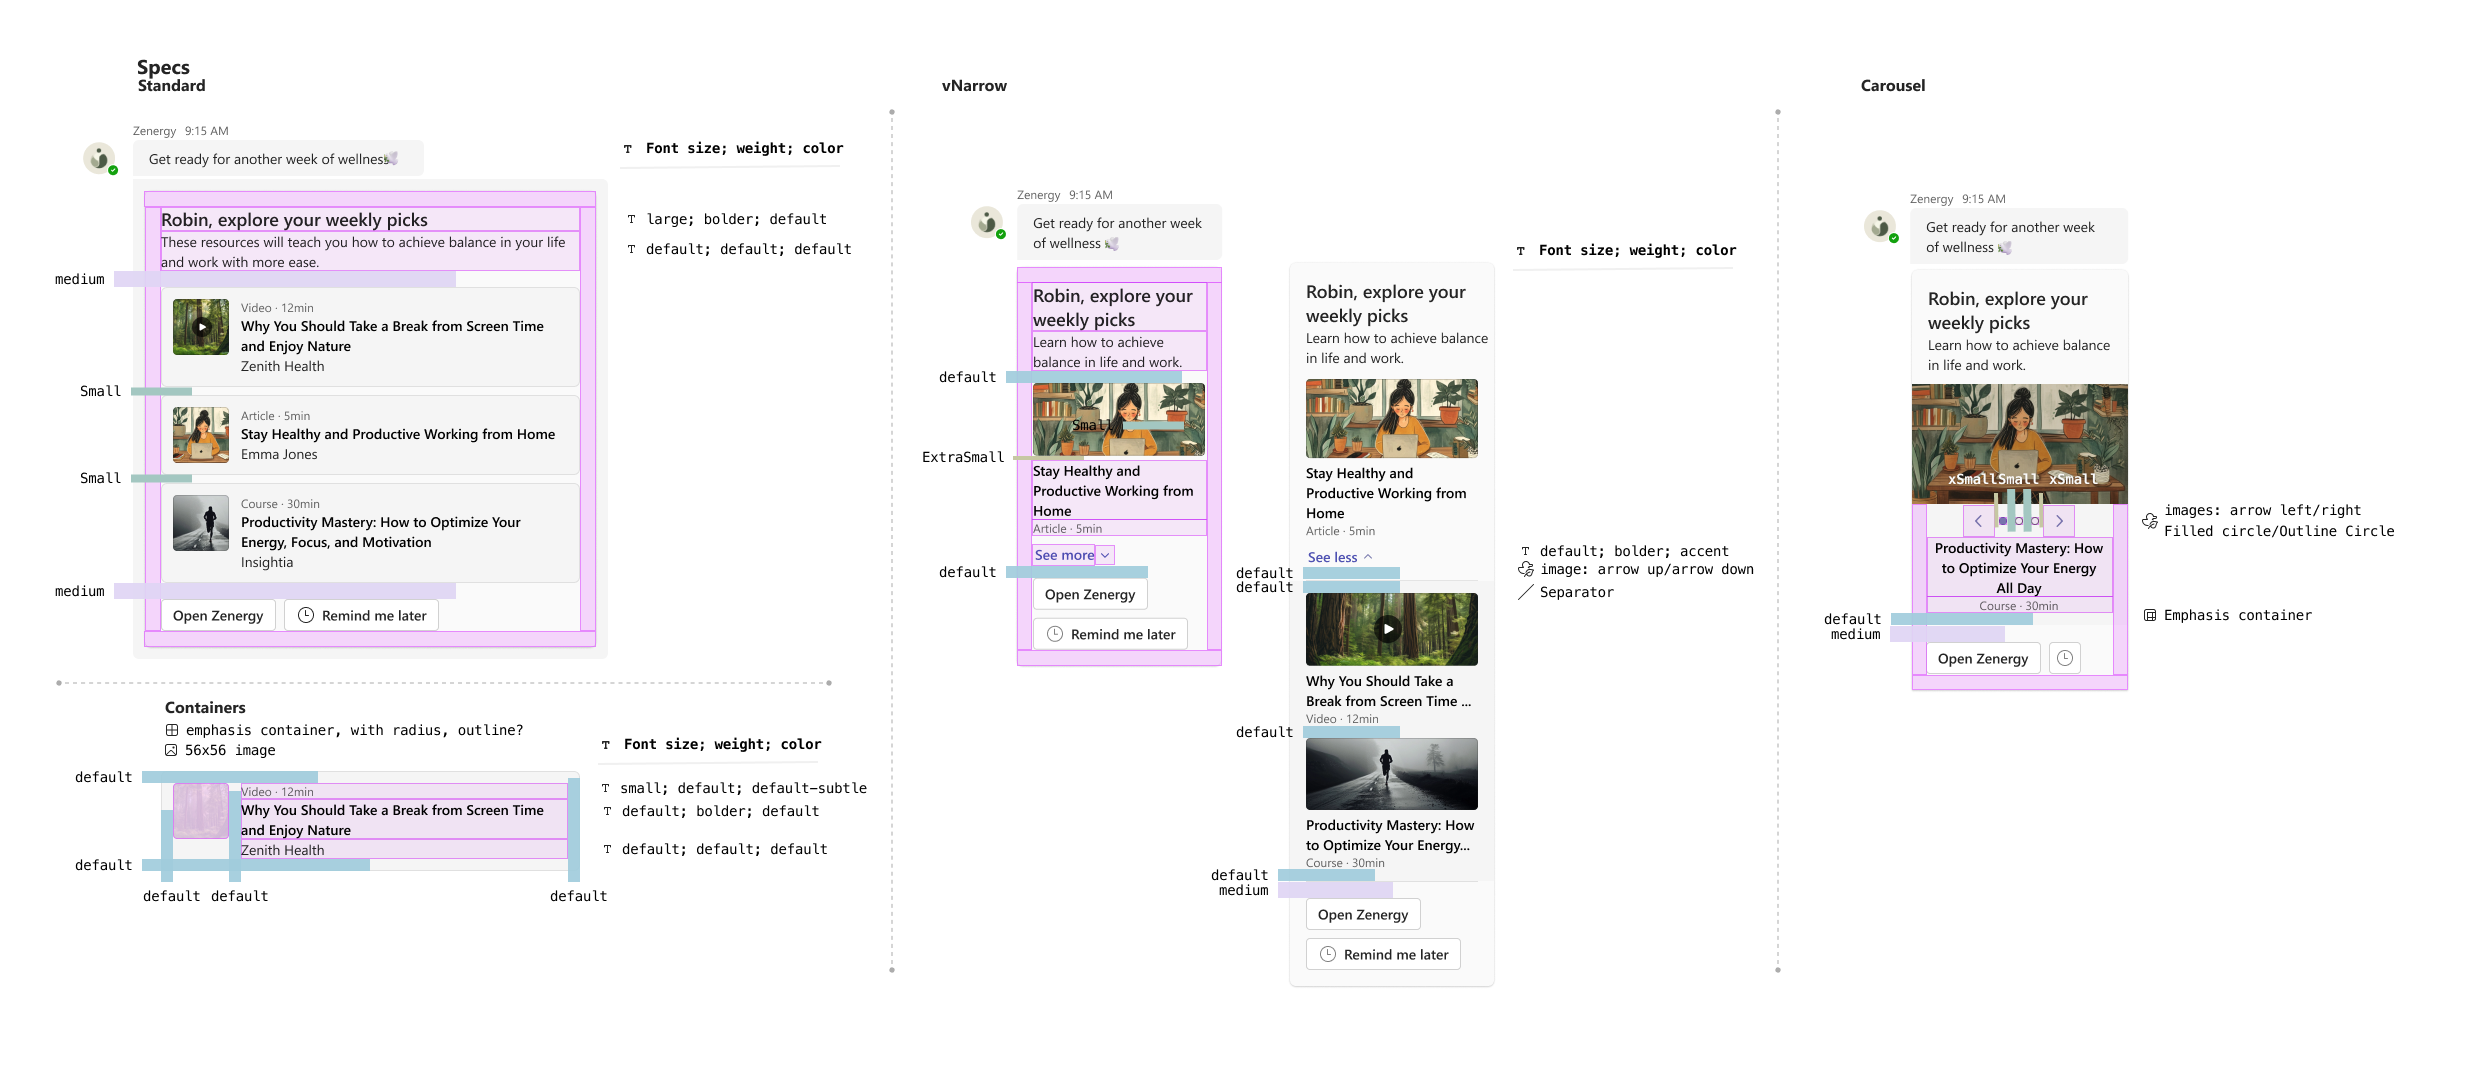 Specs
Standard
Zenergy 9:15 AM
Get ready for another week of wellness
Robin, explore your weekly picks
These resources will teach you how to achieve balance in your life
and work with more ease.
medium
Video · 12min
Why You Should Take a Break from Screen Time
and Enjoy Nature
Zenith Health
Small
Article · 5min
Stay Healthy and Productive Working from Home
Emma Jones
Small
Course · 30min
Productivity Mastery: How to Optimize Your
Energy, Focus, and Motivation
Insightia
medium
Open Zenergy
Remind me later
T Font size; weight; color
T large; bolder; default
T default; default; default
Containers
emphasis container, with radius, outline?
56x56 image
default
Video · 12min
Why You Should Take a Break from Screen Time
and Enjoy Nature
Zenith Health
default
default
default
default
T Font size; weight; color
T small; default; default-subtle
T default; bolder; default
T default; default; default
vNarrow
Zenergy 9:15 AM
Get ready for another week
of wellness
Robin, explore your
weekly picks
Learn how to achieve
balance in life and work.
default
Small
ExtraSmall
Stay Healthy and
Productive Working from
Home
Article · 5min
See more
default
Open Zenergy
Remind me later
Robin, explore your
weekly picks
Learn how to achieve balance
in life and work.
Stay Healthy and
Productive Working from
Home
Article · 5min
See less
default
default
Why You Should Take a
Break from Screen Time ...
Video · 12min
default
Productivity Mastery: How
to Optimize Your Energy...
Course · 30min
default
medium
Open Zenergy
Remind me later
T Font size; weight; color
T default; bolder; accent
image: arrow up/arrow down
Separator
Carousel
Zenergy 9:15 AM
Get ready for another week
of wellness
Robin, explore your
weekly picks
Learn how to achieve balance
in life and work.
xSmallSmall xSmall
Productivity Mastery: How
to Optimize Your Energy
All Day
Course · 30min
default
medium
Open Zenergy
images: arrow left/right
Filled circle/Outline Circle
Emphasis container